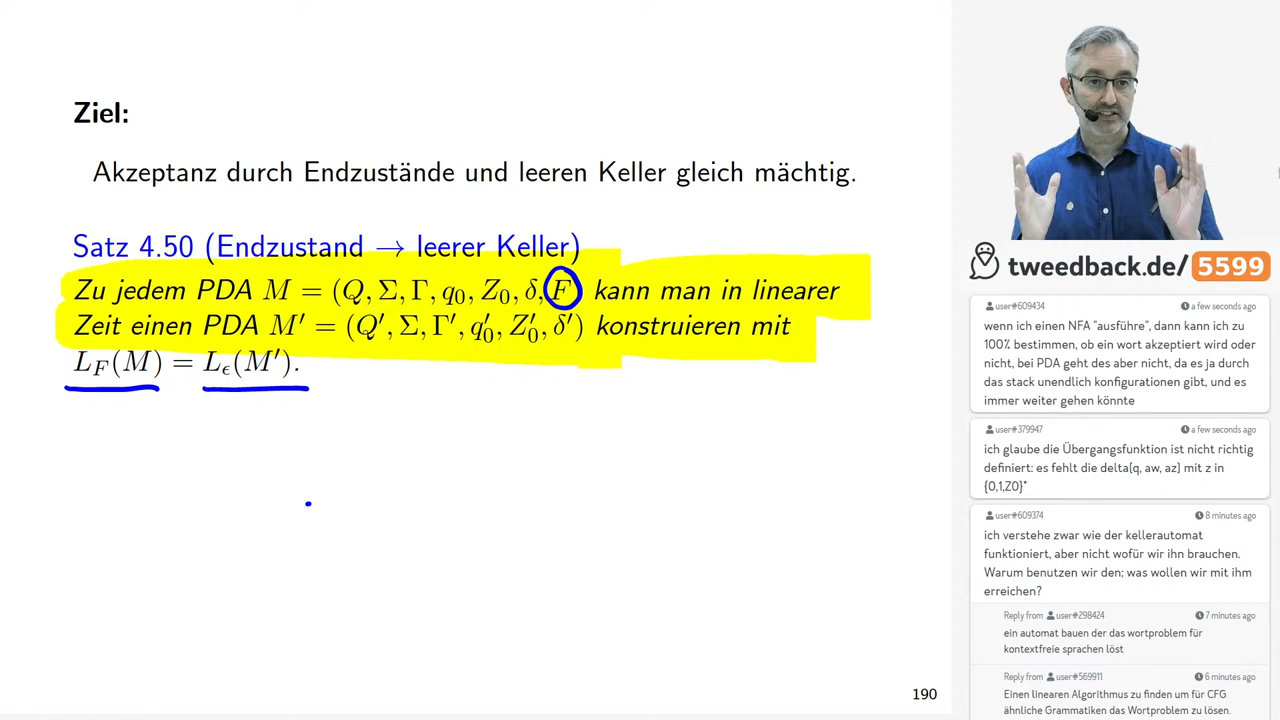 Ziel:
Akzeptanz durch Endzustände und leeren Keller gleich mächtig.
Satz 4.50 (Endzustand → leerer Keller)
Zu jedem PDA M = (Q, Σ, Γ, q₀, Z₀, δ, F) kann man in linearer
Zeit einen PDA M′ = (Q′, Σ, Γ′, q′₀, Z′₀, δ′) konstruieren mit
L_F(M) = L_ϵ(M′).
190
tweedback.de/ 5599
user#609434 a few seconds ago
wenn ich einen NFA "ausführe", dann kann ich zu
100% bestimmen, ob ein wort akzeptiert wird oder
nicht, bei PDA geht des aber nicht, da es ja durch
das stack unendlich konfigurationen gibt, und es
immer weiter gehen könnte
user#379947 a few seconds ago
ich glaube die Übergangsfunktion ist nicht richtig
definiert: es fehlt die delta(q, aw, az) mit z in
{0,1,Z0}*
user#609374 8 minutes ago
ich verstehe zwar wie der kellerautomat
funktioniert, aber nicht wofür wir ihn brauchen.
Warum benutzen wir den; was wollen wir mit ihm
erreichen?
Reply from user#298424 7 minutes ago
ein automat bauen der das wortproblem für
kontextfreie sprachen löst
Reply from user#569911 6 minutes ago
Einen linearen Algorithmus zu finden um für CFG
ähnliche Grammatiken das Wortproblem zu lösen.